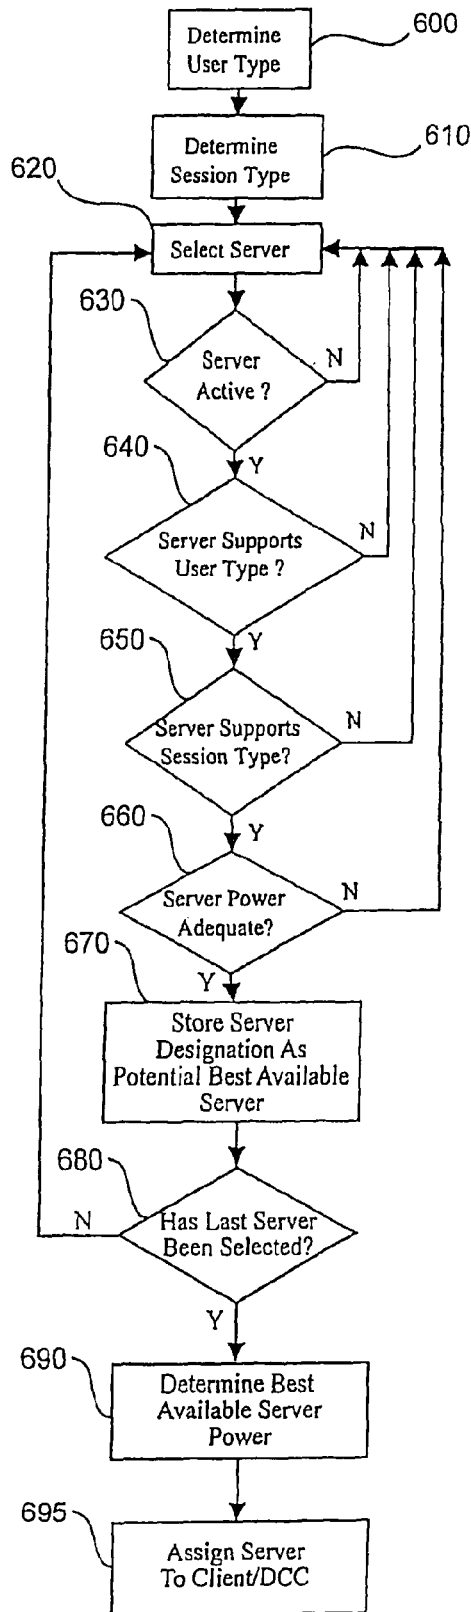 600
Determine
User Type
610
Determine
Session Type
620
Select Server
630
Server
Active ?
N
Y
640
Server Supports
User Type ?
N
Y
650
Server Supports
Session Type?
N
Y
660
Server Power
Adequate?
N
Y
670
Store Server
Designation As
Potential Best Available
Server
680
Has Last Server
Been Selected?
N
Y
690
Determine Best
Available Server
Power
695
Assign Server
To Client/DCC